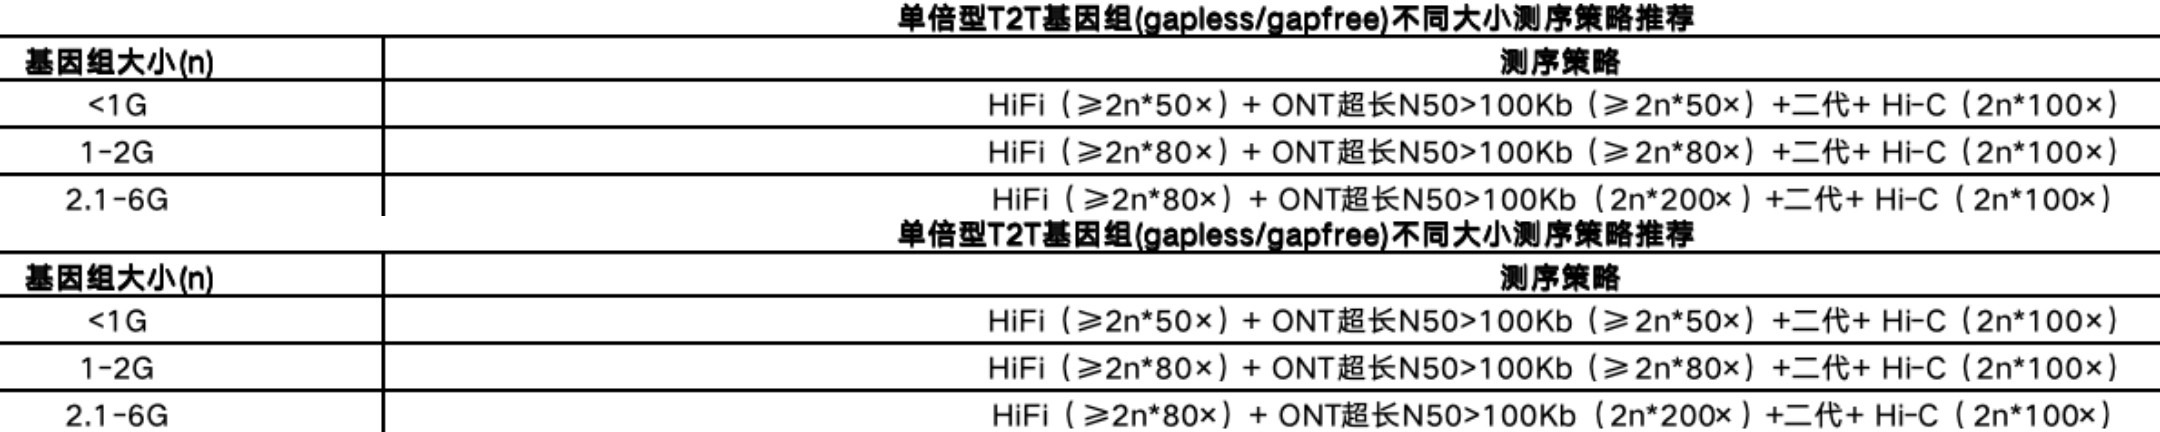 单倍型T2T基因组(gapless/gapfree)不同大小测序策略推荐
基因组大小(n) 测序策略
<1G HiFi（≥2n*50×）+ ONT超长N50>100Kb（≥2n*50×）+二代+ Hi-C（2n*100×）
1-2G HiFi（≥2n*80×）+ ONT超长N50>100Kb（≥2n*80×）+二代+ Hi-C（2n*100×）
2.1-6G HiFi（≥2n*80×）+ ONT超长N50>100Kb（2n*200×）+二代+ Hi-C（2n*100×）
单倍型T2T基因组(gapless/gapfree)不同大小测序策略推荐
基因组大小(n) 测序策略
<1G HiFi（≥2n*50×）+ ONT超长N50>100Kb（≥2n*50×）+二代+ Hi-C（2n*100×）
1-2G HiFi（≥2n*80×）+ ONT超长N50>100Kb（≥2n*80×）+二代+ Hi-C（2n*100×）
2.1-6G HiFi（≥2n*80×）+ ONT超长N50>100Kb（2n*200×）+二代+ Hi-C（2n*100×）